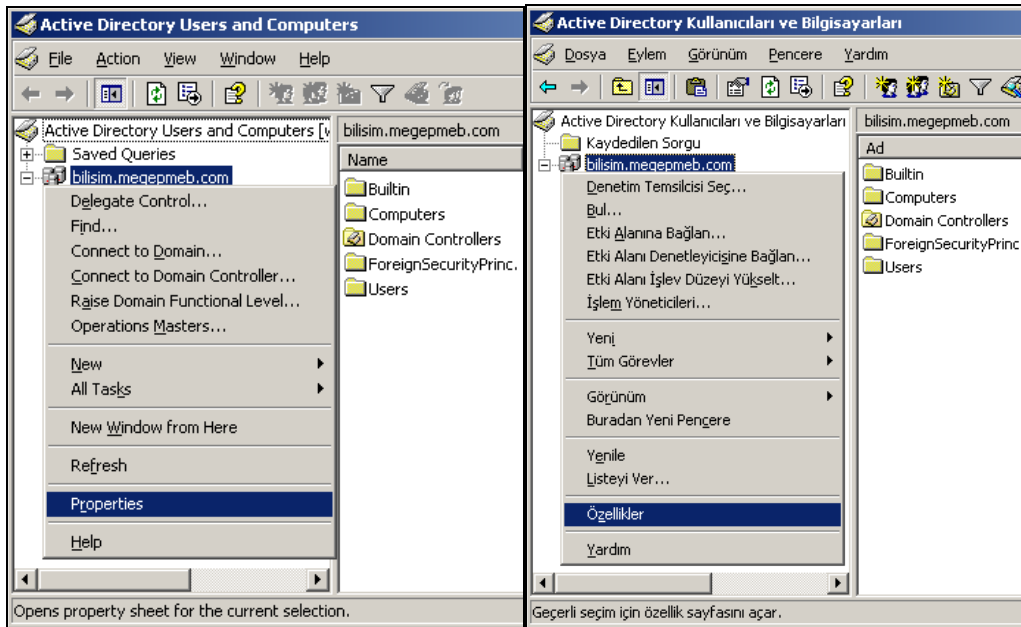 Active Directory Users and Computers
File Action View Window Help
Active Directory Users and Computers [
Saved Queries
bilisim.megepmeb.com
Delegate Control...
Find...
Connect to Domain...
Connect to Domain Controller...
Raise Domain Functional Level...
Operations Masters...
New
All Tasks
New Window from Here
Refresh
Properties
Help
bilisim.megepmeb.com
Name
Builtin
Computers
Domain Controllers
ForeignSecurityPrinc.
Users
Opens property sheet for the current selection.
Active Directory Kullanıcıları ve Bilgisayarları
Dosya Eylem Görünüm Pencere Yardım
Active Directory Kullanıcıları ve Bilgisayarları
Kaydedilen Sorgu
bilisim.megepmeb.com
Denetim Temsilcisi Seç...
Bul...
Etki Alanına Bağlan...
Etki Alanı Denetleyicisine Bağlan...
Etki Alanı İşlev Düzeyi Yükselt...
İşlem Yöneticileri...
Yeni
Tüm Görevler
Görünüm
Buradan Yeni Pencere
Yenile
Listeyi Ver...
Özellikler
Yardım
bilisim.megepmeb.com
Ad
Builtin
Computers
Domain Controllers
ForeignSecurityPrinc
Users
Geçerli seçim için özellik sayfasını açar.